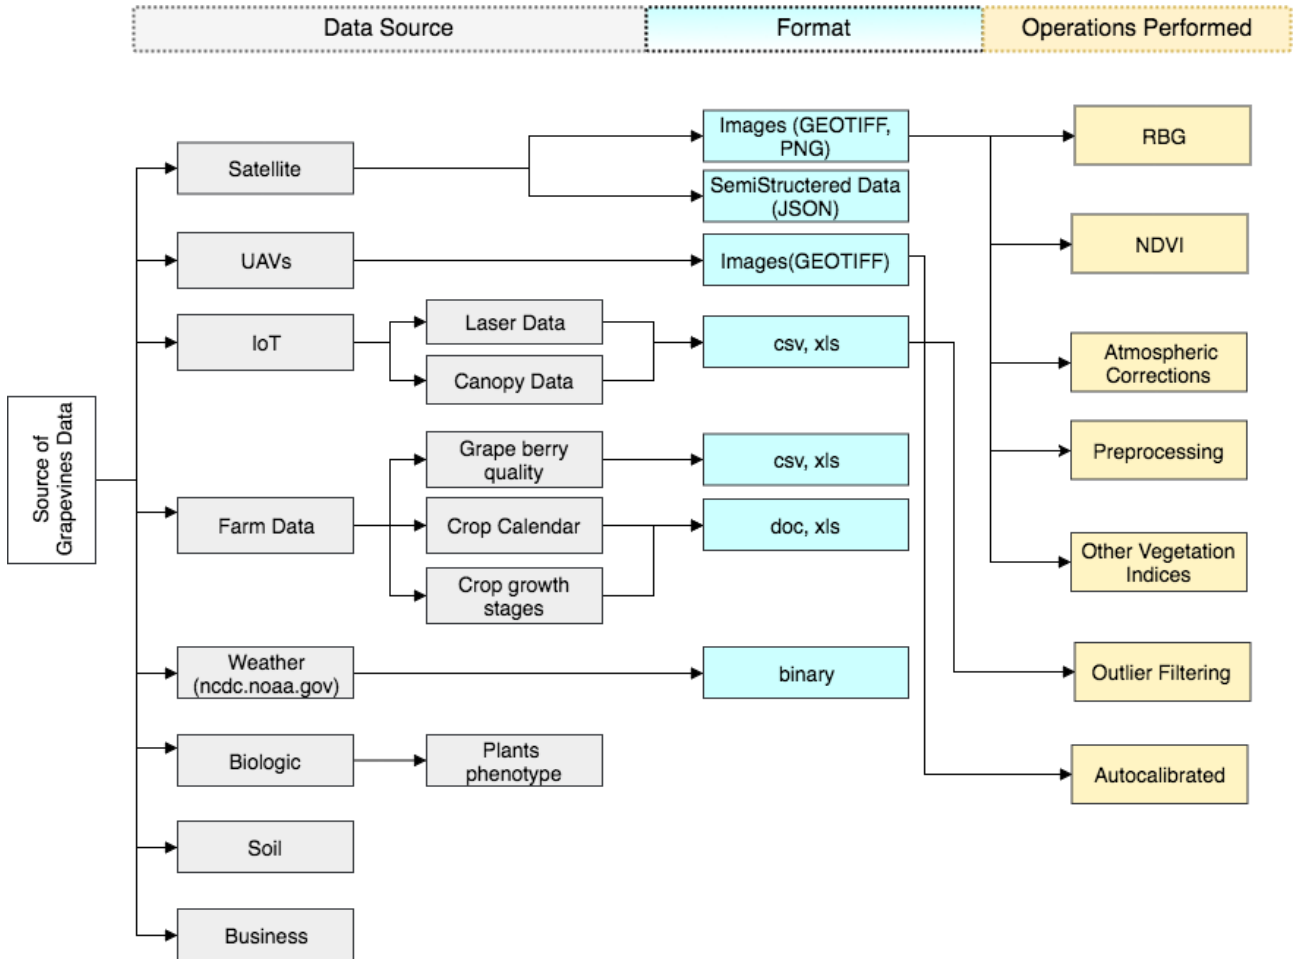 Data Source
Format
Operations Performed
Images (GEOTIFF,
PNG)
RBG
Satellite
SemiStructered Data
(JSON)
NDVI
UAVs
Images(GEOTIFF)
Laser Data
IoT
csv, xls
Canopy Data
Atmospheric
Corrections
Source of
Grapevines Data
Grape berry
quality
csv, xls
Preprocessing
Farm Data
Crop Calendar
doc, xls
Crop growth
stages
Other Vegetation
Indices
Weather
(ncdc.noaa.gov)
binary
Outlier Filtering
Biologic
Plants
phenotype
Autocalibrated
Soil
Business